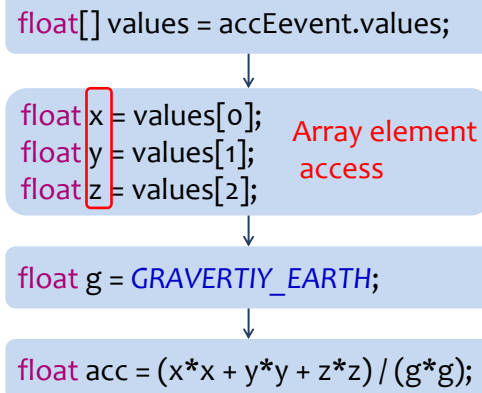 float[] values = accEevent.values;
float x = values[0];
float y = values[1];
float z = values[2];
Array element
access
float g = GRAVERTIY_EARTH;
float acc = (x*x + y*y + z*z) / (g*g);